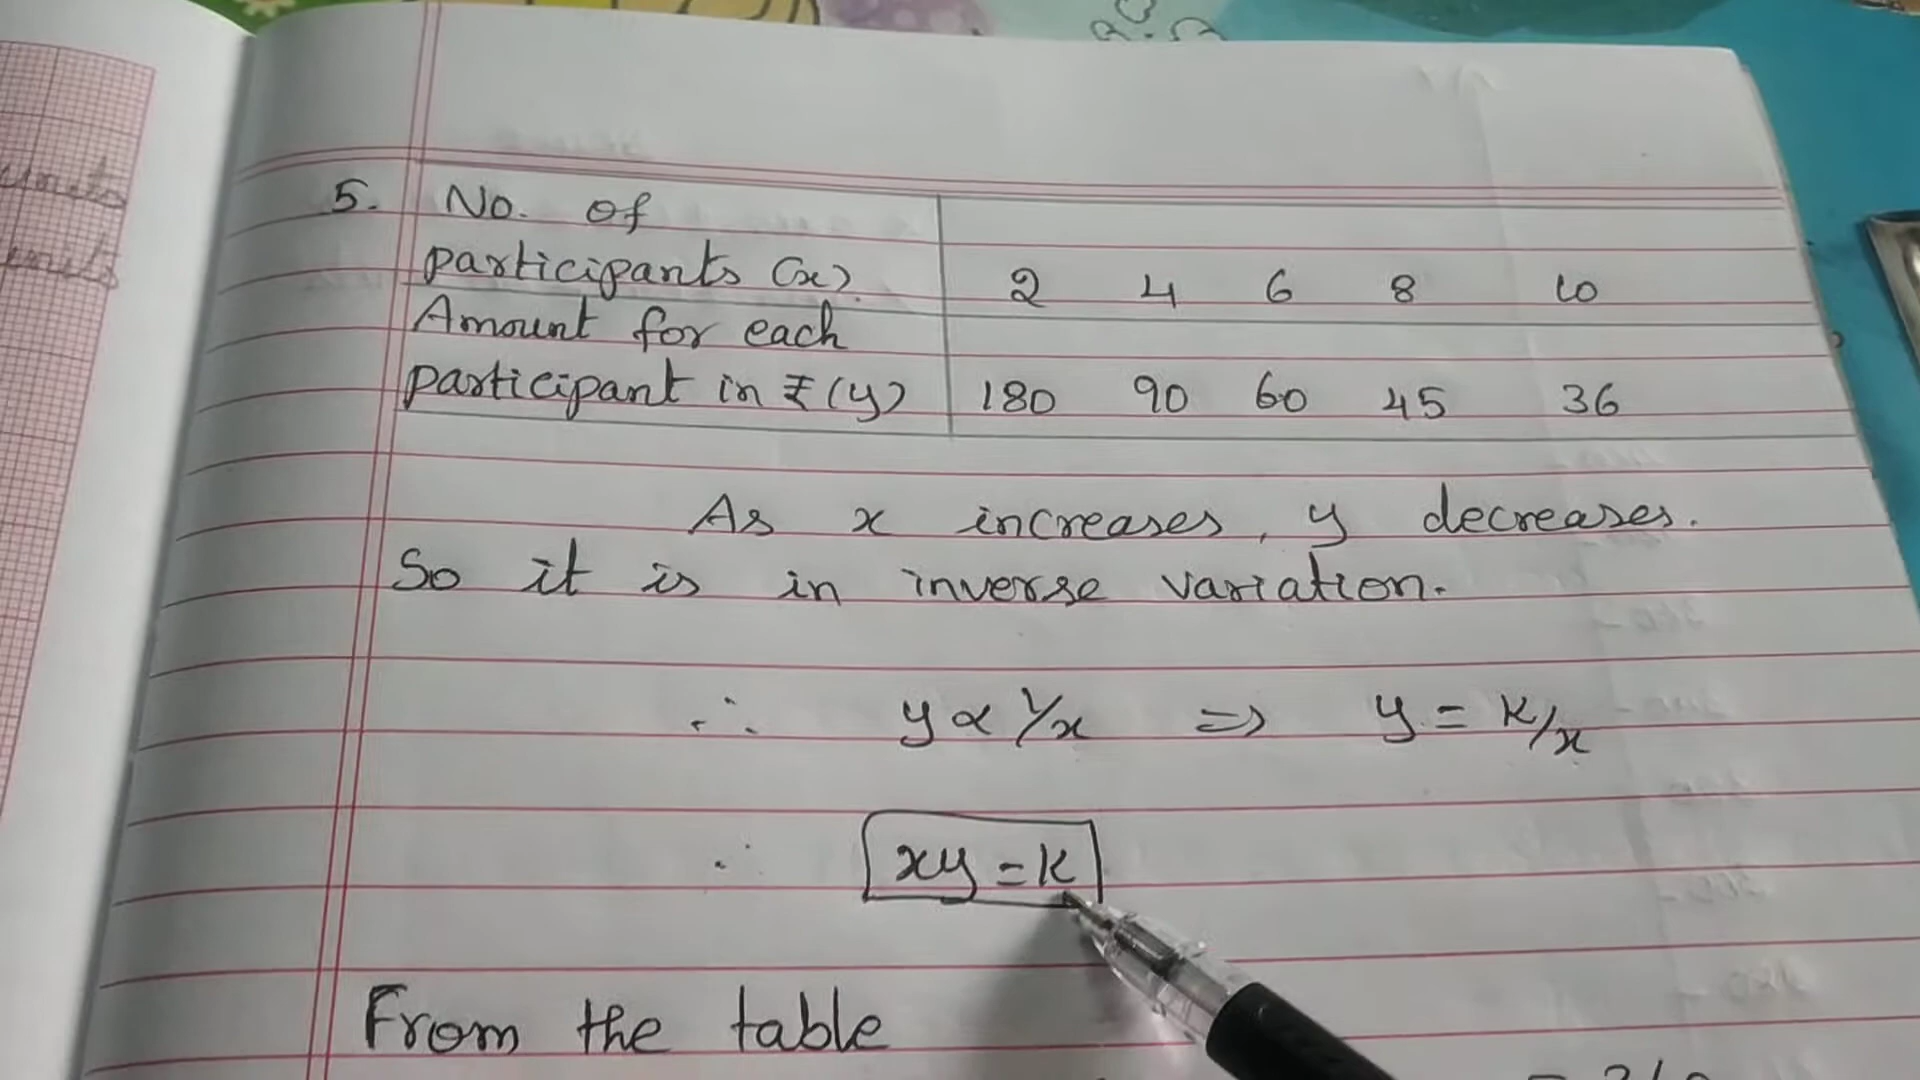 5. No. of
participants (x). 2 4 6 8 10
Amount for each
participant in ₹ (y) 180 90 60 45 36
As x increases, y decreases.
So it is in inverse variation.
∴ y ∝ 1/x ⇒ y = k/x
∴ xy = k
From the table